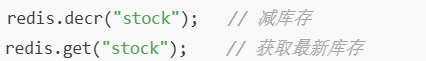 redis.decr("stock");   // 减库存
redis.get("stock");    // 获取最新库存